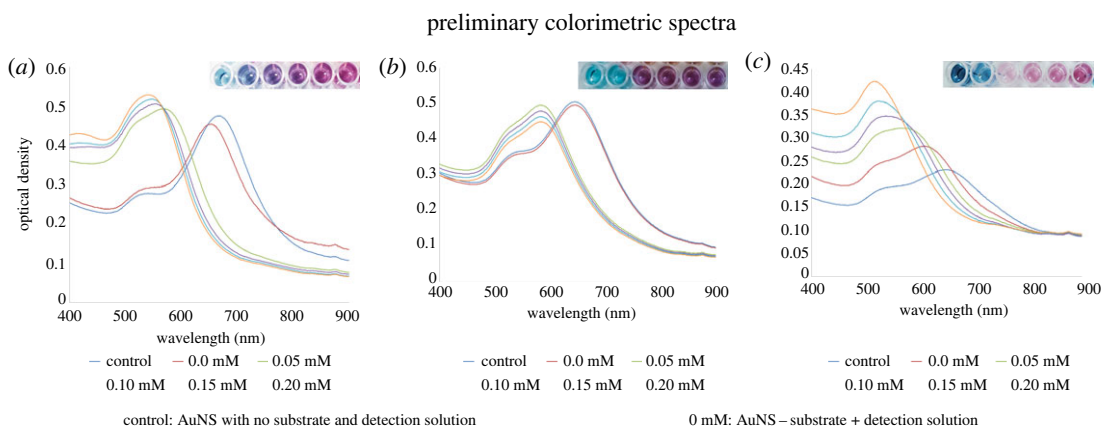 preliminary colorimetric spectra
(a)
0.6
0.5
0.4
0.3
0.2
0.1
0
optical density
400 500 600 700 800 900
wavelength (nm)
control 0.0 mM 0.05 mM
0.10 mM 0.15 mM 0.20 mM
(b)
0.6
0.5
0.4
0.3
0.2
0.1
0
400 500 600 700 800 900
wavelength (nm)
control 0.0 mM 0.05 mM
0.10 mM 0.15 mM 0.20 mM
(c)
0.45
0.40
0.35
0.30
0.25
0.20
0.15
0.10
0.05
0
400 500 600 700 800 900
wavelength (nm)
control 0.0 mM 0.05 mM
0.10 mM 0.15 mM 0.20 mM
control: AuNS with no substrate and detection solution
0 mM: AuNS – substrate + detection solution